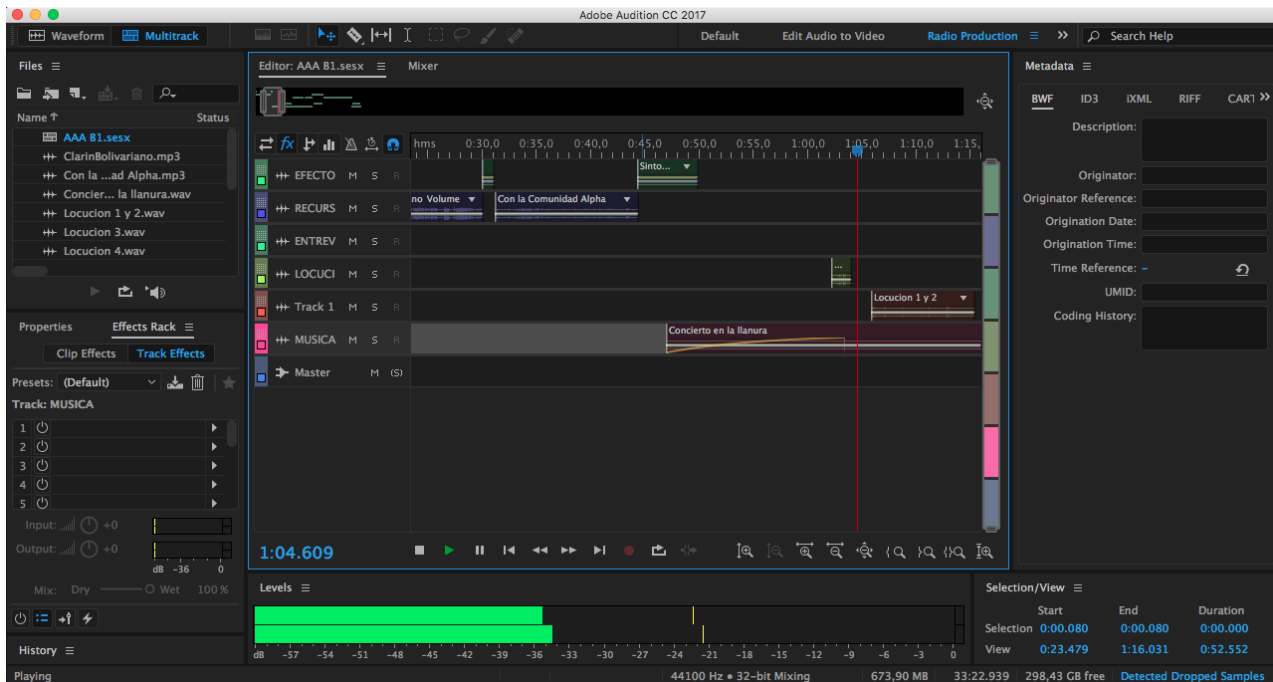 Adobe Audition CC 2017
Waveform Multitrack Default Edit Audio to Video Radio Production Search Help
Files
Name Status
AAA B1.sesx
ClarinBolivariano.mp3
Con la ...ad Alpha.mp3
Concier... la llanura.wav
Locucion 1 y 2.wav
Locucion 3.wav
Locucion 4.wav
Properties Effects Rack
Clip Effects Track Effects
Presets: (Default)
Track: MUSICA
1
2
3
4
5
Input: +0
Output: +0
dB -36 0
Mix: Dry Wet 100 %
History
Playing
Editor: AAA B1.sesx Mixer
fx hms 0:30,0 0:35,0 0:40,0 0:45,0 0:50,0 0:55,0 1:00,0 1:05,0 1:10,0 1:15,
EFECTO M S R Sinto...
RECURS M S R no Volume Con la Comunidad Alpha
ENTREV M S R
LOCUCI M S R ...
Track 1 M S R Locucion 1 y 2
MUSICA M S R Concierto en la llanura
Master M (S)
1:04.609
Levels
dB -57 -54 -51 -48 -45 -42 -39 -36 -33 -30 -27 -24 -21 -18 -15 -12 -9 -6 -3 0
Metadata
BWF ID3 iXML RIFF CART
Description:
Originator:
Originator Reference:
Origination Date:
Origination Time:
Time Reference: –
UMID:
Coding History:
Selection/View
Start End Duration
Selection 0:00.080 0:00.080 0:00.000
View 0:23.479 1:16.031 0:52.552
44100 Hz • 32-bit Mixing 673,90 MB 33:22.939 298,43 GB free Detected Dropped Samples